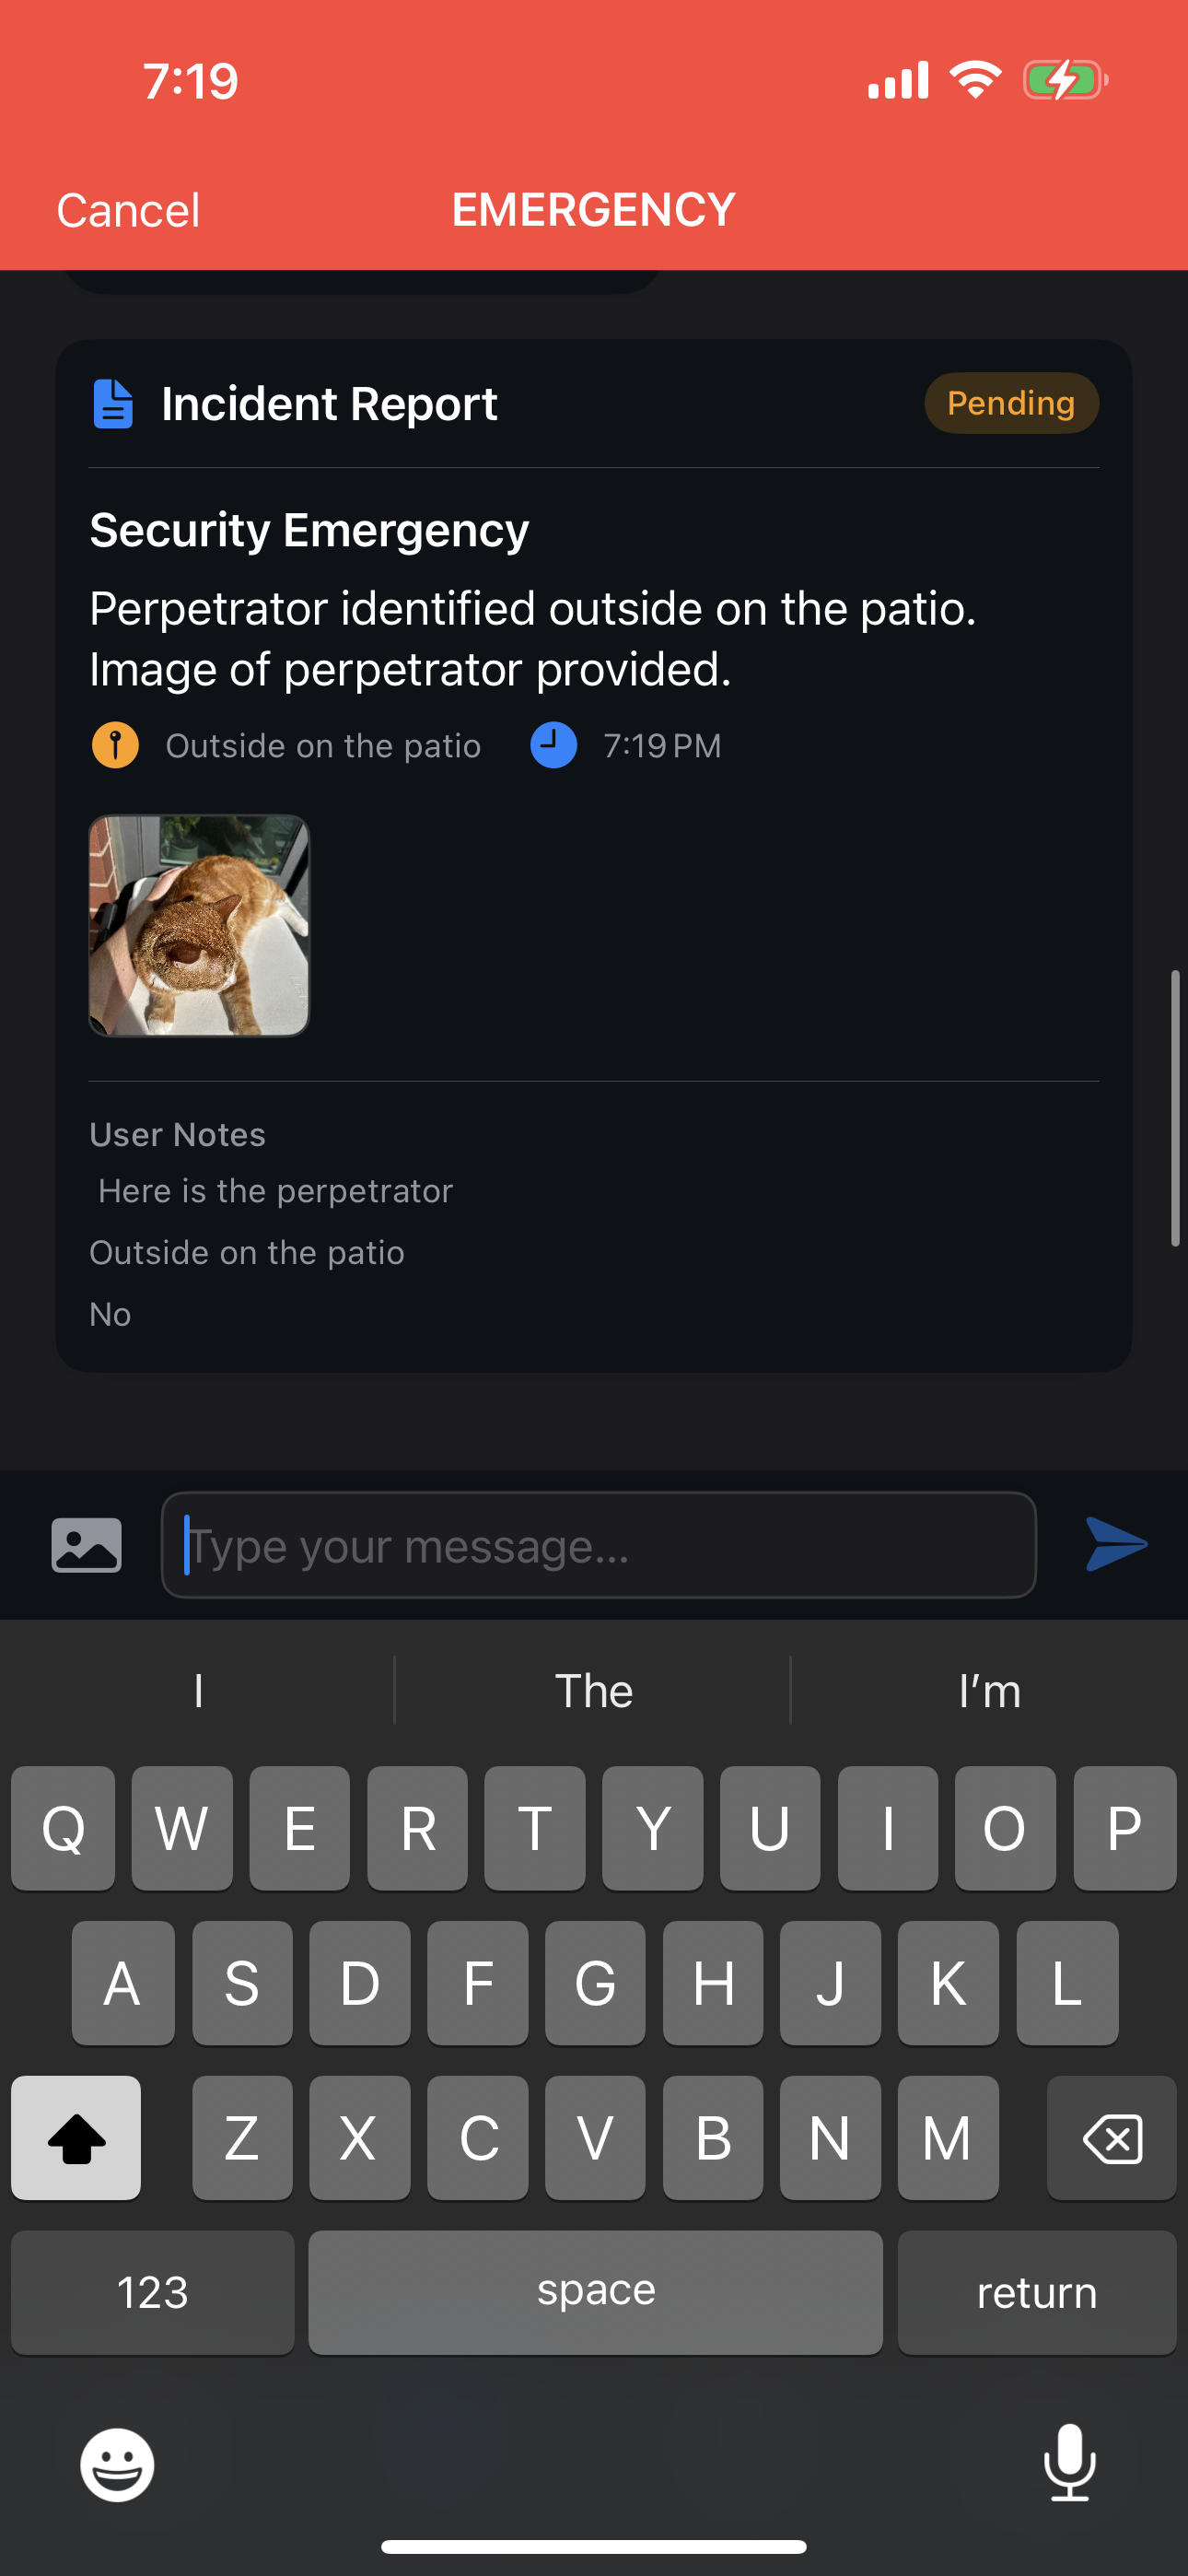 7:19
Cancel
EMERGENCY
Incident Report
Pending
Security Emergency
Perpetrator identified outside on the patio.
Image of perpetrator provided.
Outside on the patio
7:19 PM
User Notes
Here is the perpetrator
Outside on the patio
No
Type your message...
I
The
I’m
Q W E R T Y U I O P
A S D F G H J K L
Z X C V B N M
123
space
return